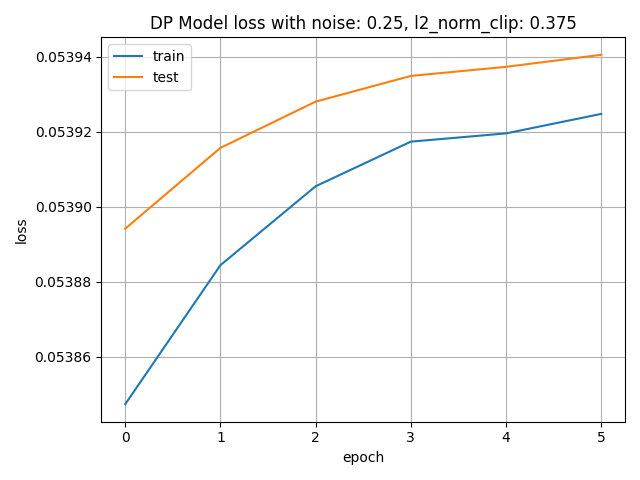 DP Model loss with noise: 0.25, l2_norm_clip: 0.375
train
test
0.05394
0.05392
0.05390
0.05388
0.05386
loss
0 1 2 3 4 5
epoch